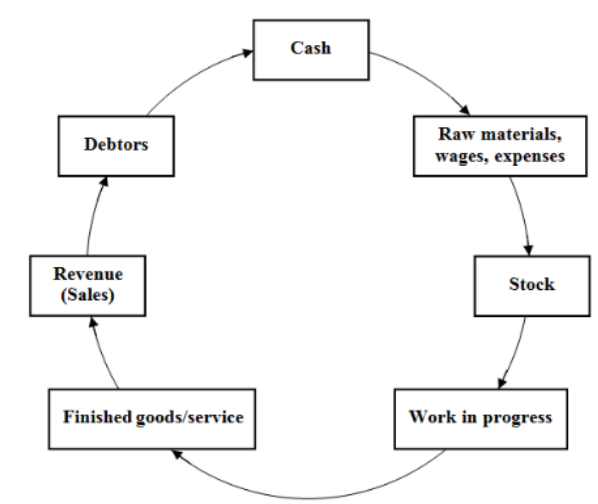 Cash
Raw materials,
wages, expenses
Stock
Work in progress
Finished goods/service
Revenue
(Sales)
Debtors